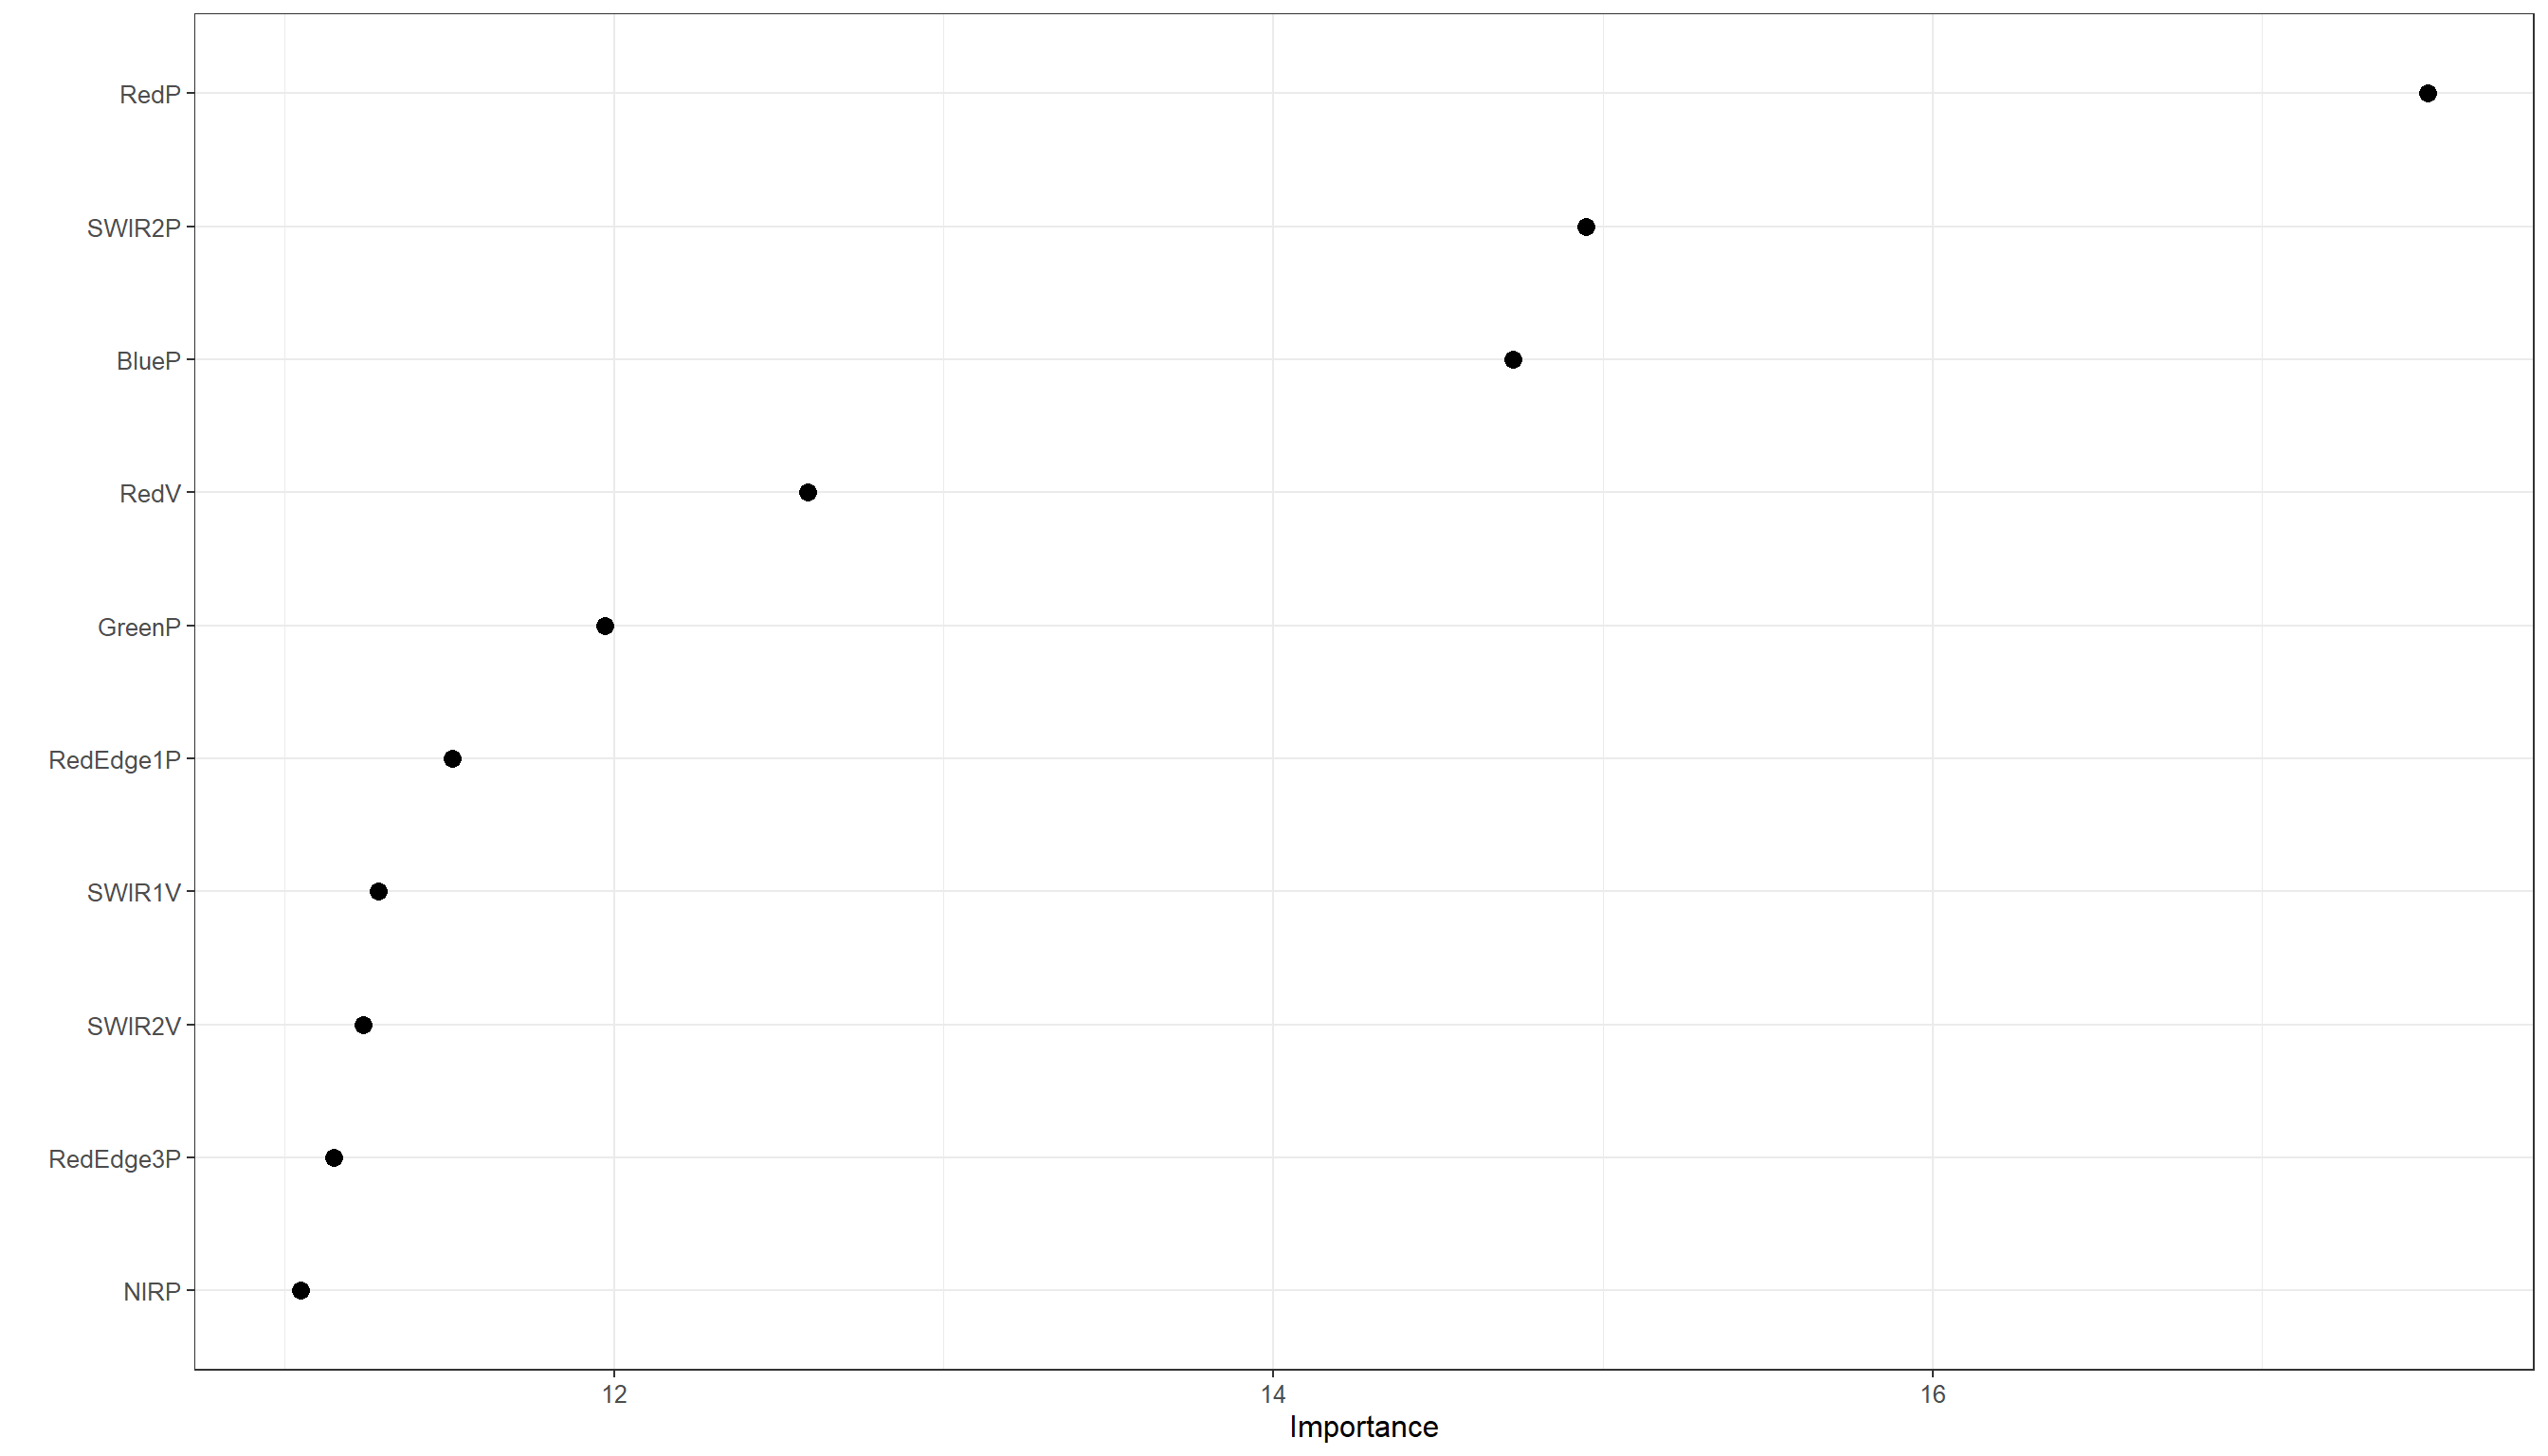 RedP
SWIR2P
BlueP
RedV
GreenP
RedEdge1P
SWIR1V
SWIR2V
RedEdge3P
NIRP
12 14 16
Importance